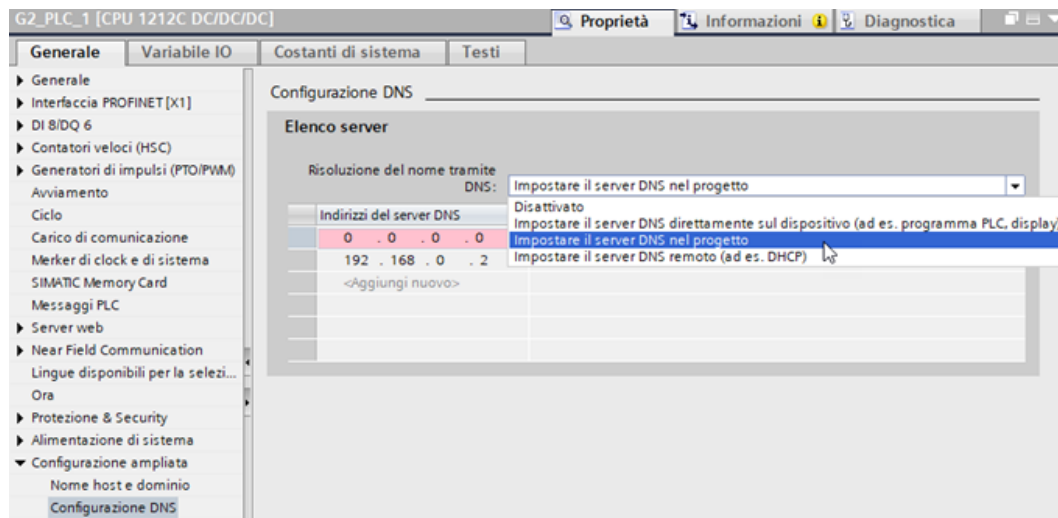 G2_PLC_1 [CPU 1212C DC/DC/DC]
Proprietà
Informazioni
Diagnostica
Generale
Variabile IO
Costanti di sistema
Testi
Generale
Interfaccia PROFINET [X1]
DI 8/DQ 6
Contatori veloci (HSC)
Generatori di impulsi (PTO/PWM)
Avviamento
Ciclo
Carico di comunicazione
Merker di clock e di sistema
SIMATIC Memory Card
Messaggi PLC
Server web
Near Field Communication
Lingue disponibili per la selezi...
Ora
Protezione & Security
Alimentazione di sistema
Configurazione ampliata
Nome host e dominio
Configurazione DNS
Configurazione DNS
Elenco server
Risoluzione del nome tramite
DNS:
Impostare il server DNS nel progetto
Disattivato
Impostare il server DNS direttamente sul dispositivo (ad es. programma PLC, display)
Impostare il server DNS nel progetto
Impostare il server DNS remoto (ad es. DHCP)
Indirizzi del server DNS
0 . 0 . 0 . 0
192 . 168 . 0 . 2
<Aggiungi nuovo>